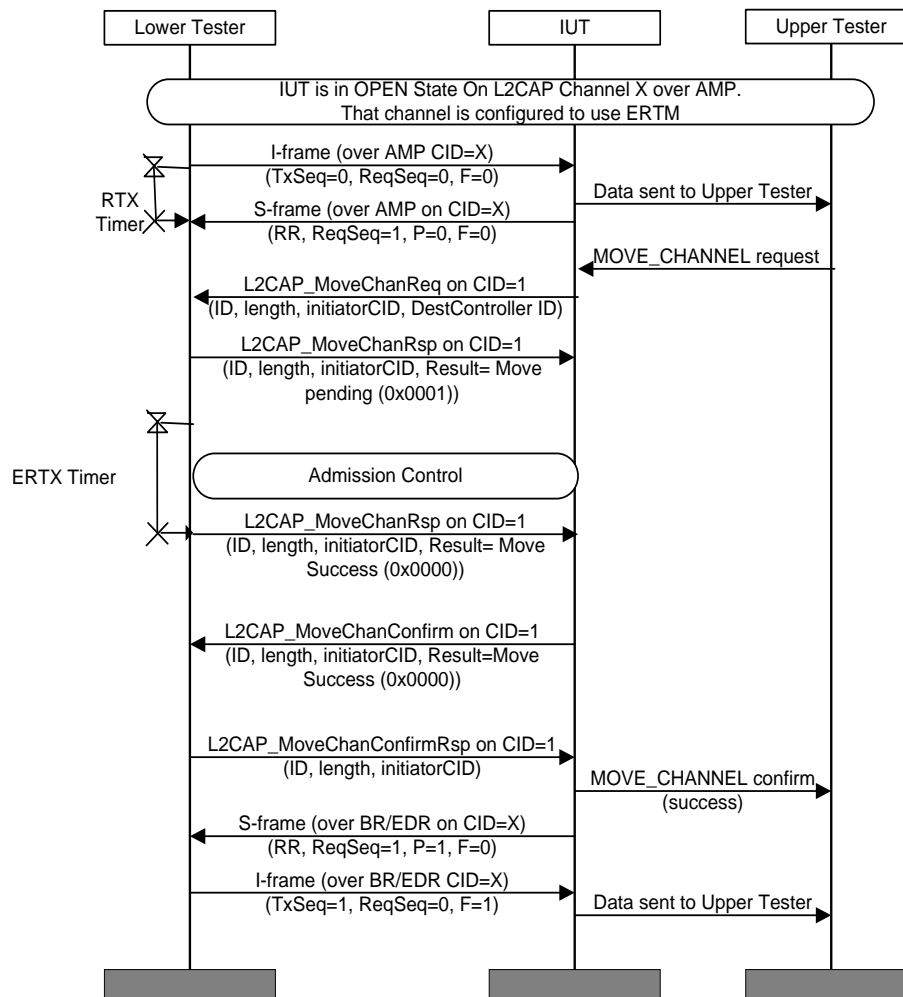 Lower Tester
IUT
Upper Tester
IUT is in OPEN State On L2CAP Channel X over AMP.
That channel is configured to use ERTM
I-frame (over AMP CID=X)
(TxSeq=0, ReqSeq=0, F=0)
RTX
Timer
Data sent to Upper Tester
S-frame (over AMP on CID=X)
(RR, ReqSeq=1, P=0, F=0)
MOVE_CHANNEL request
L2CAP_MoveChanReq on CID=1
(ID, length, initiatorCID, DestController ID)
L2CAP_MoveChanRsp on CID=1
(ID, length, initiatorCID, Result= Move
pending (0x0001))
ERTX Timer
Admission Control
L2CAP_MoveChanRsp on CID=1
(ID, length, initiatorCID, Result= Move
Success (0x0000))
L2CAP_MoveChanConfirm on CID=1
(ID, length, initiatorCID, Result=Move
Success (0x0000))
L2CAP_MoveChanConfirmRsp on CID=1
(ID, length, initiatorCID)
MOVE_CHANNEL confirm
(success)
S-frame (over BR/EDR on CID=X)
(RR, ReqSeq=1, P=1, F=0)
I-frame (over BR/EDR CID=X)
(TxSeq=1, ReqSeq=0, F=1)
Data sent to Upper Tester